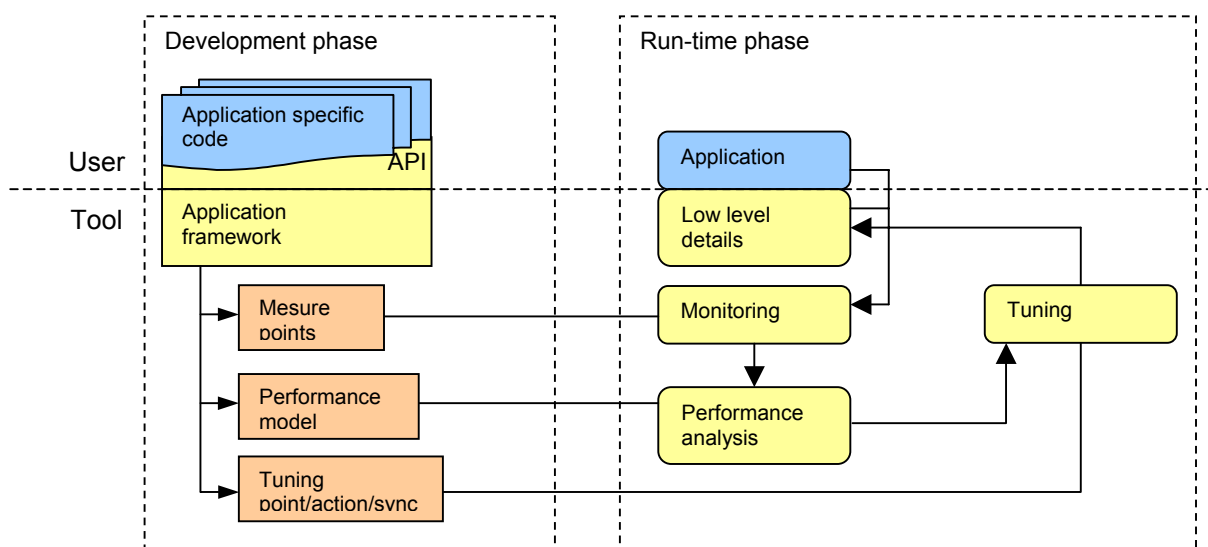 Development phase
Run-time phase
Application specific
code
API
User
Tool
Application
framework
Application
Low level
details
Mesure
points
Monitoring
Tuning
Performance
model
Performance
analysis
Tuning
point/action/sync